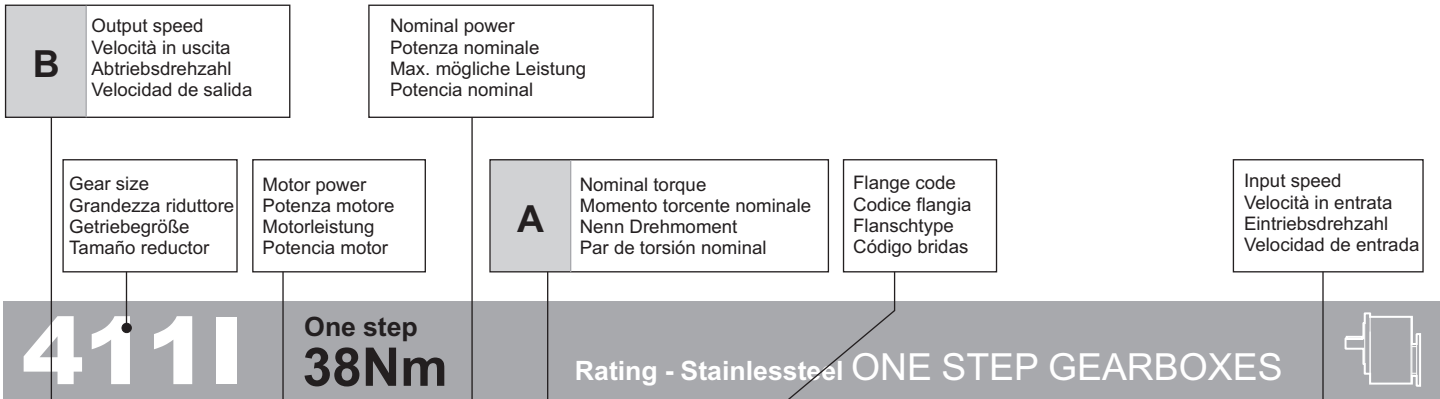 B
Output speed
Velocità in uscita
Abtriebsdrehzahl
Velocidad de salida
Nominal power
Potenza nominale
Max. mögliche Leistung
Potencia nominal
Gear size
Grandezza riduttore
Getriebegröße
Tamaño reductor
Motor power
Potenza motore
Motorleistung
Potencia motor
A
Nominal torque
Momento torcente nominale
Nenn Drehmoment
Par de torsión nominal
Flange code
Codice flangia
Flanschtype
Código bridas
Input speed
Velocità in entrata
Eintriebsdrehzahl
Velocidad de entrada
411I
One step
38Nm
Rating - Stainlessteel ONE STEP GEARBOXES